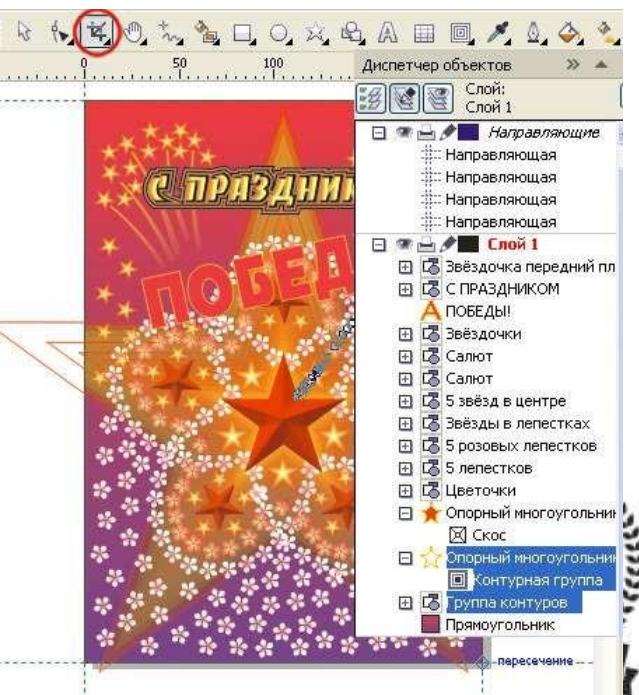 0 50 100
Диспетчер объектов
Слой:
Слой 1
Направляющие
Направляющая
Направляющая
Направляющая
Направляющая
Слой 1
Звёздочка передний пл
С ПРАЗДНИКОМ
ПОБЕДЫ!
Звёздочки
Салют
Салют
5 звёзд в центре
Звёзды в лепестках
5 розовых лепестков
5 лепестков
Цветочки
Опорный многоугольник
Скос
Опорный многоугольник
Контурная группа
Группа контуров
Прямоугольник
С ПРАЗДНИ
ПОБЕД
пересечение